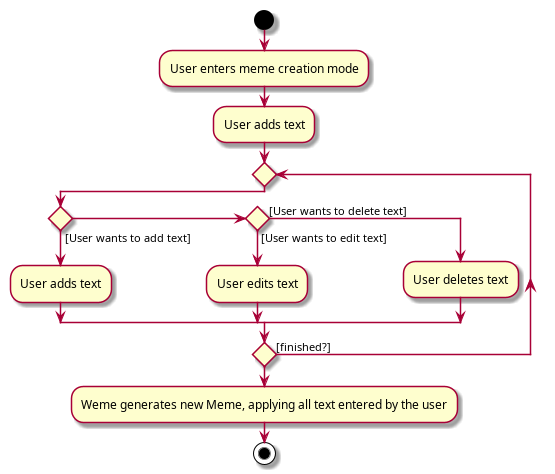 User enters meme creation mode
User adds text
[User wants to delete text]
[User wants to add text]
[User wants to edit text]
User adds text
User edits text
User deletes text
[finished?]
Weme generates new Meme, applying all text entered by the user